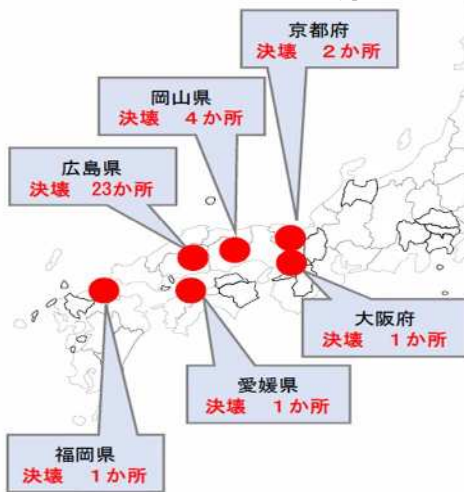 京都府
決壊 2か所
岡山県
決壊 4か所
広島県
決壊 23か所
大阪府
決壊 1か所
愛媛県
決壊 1か所
福岡県
決壊 1か所